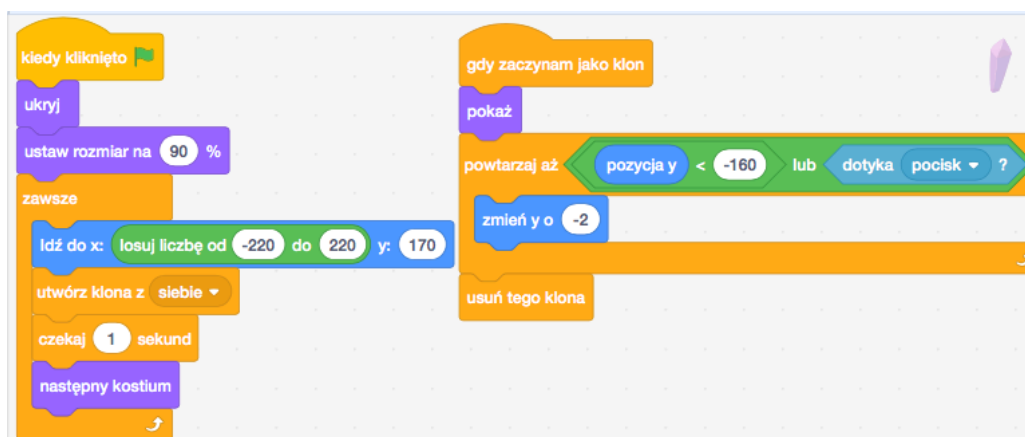 kiedy kliknięto
ukryj
ustaw rozmiar na 90 %
zawsze
Idź do x: losuj liczbę od -220 do 220 y: 170
utwórz klona z siebie
czekaj 1 sekund
następny kostium
gdy zaczynam jako klon
pokaż
powtarzaj aż pozycja y < -160 lub dotyka pocisk ?
zmień y o -2
usuń tego klona